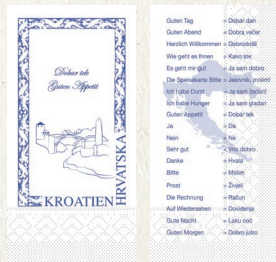 Dobar tek
Guten Appetit
KROATIEN
HRVATSKA
Guten Tag = Dobar dan
Guten Abend = Dobra večer
Herzlich Willkommen = Dobrodošli
Wie geht es Ihnen = Kako ste
Es geht mir gut = Ja sam dobro
Die Speisekarte Bitte = Jelovnik, molim!
Ich habe Durst = Ja sam žedan!
Ich habe Hunger = Ja sam gladan
Guten Appetit = Dobar tek
Ja = Da
Nein = Ne
Sehr gut = Vrlo dobro
Danke = Hvala
Bitte = Molim
Prost = Živjeli
Die Rechnung = Račun
Auf Wiedersehen = Doviđenja
Gute Nacht = Laku noć
Guten Morgen = Dobro jutro